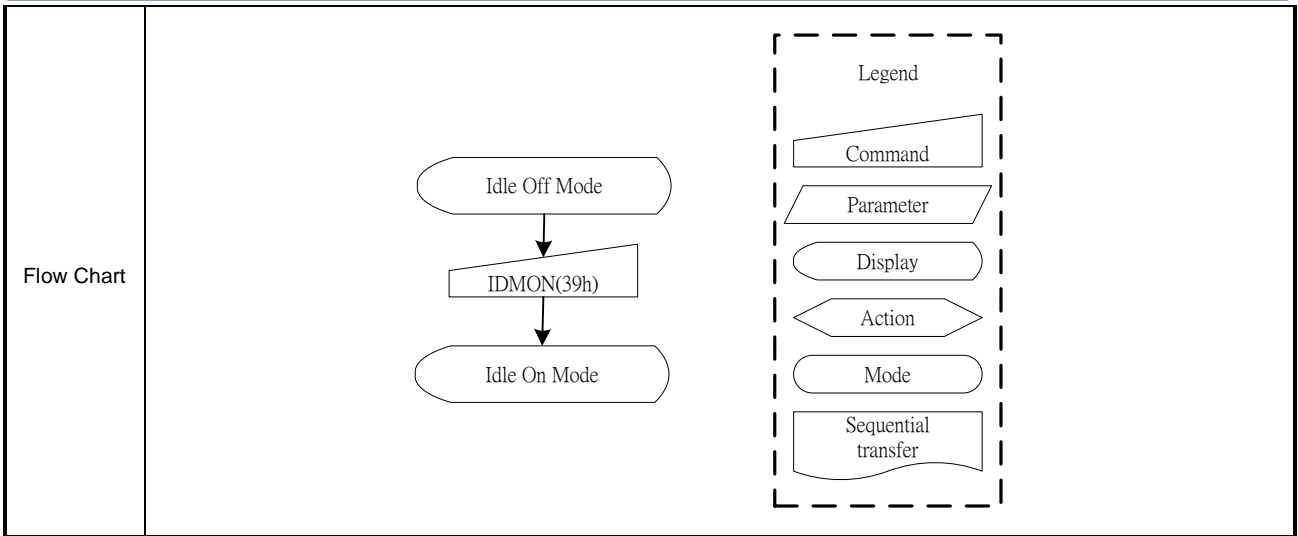 Flow Chart
Idle Off Mode
IDMON(39h)
Idle On Mode
Legend
Command
Parameter
Display
Action
Mode
Sequential
transfer